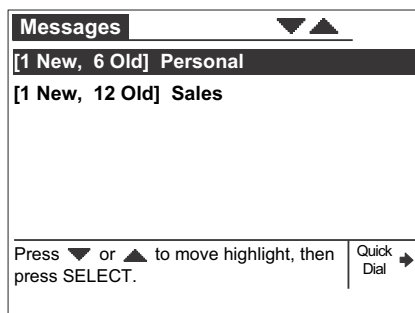 Messages
[1 New, 6 Old] Personal
[1 New, 12 Old] Sales
Press ▼ or ▲ to move highlight, then
press SELECT.
Quick
Dial